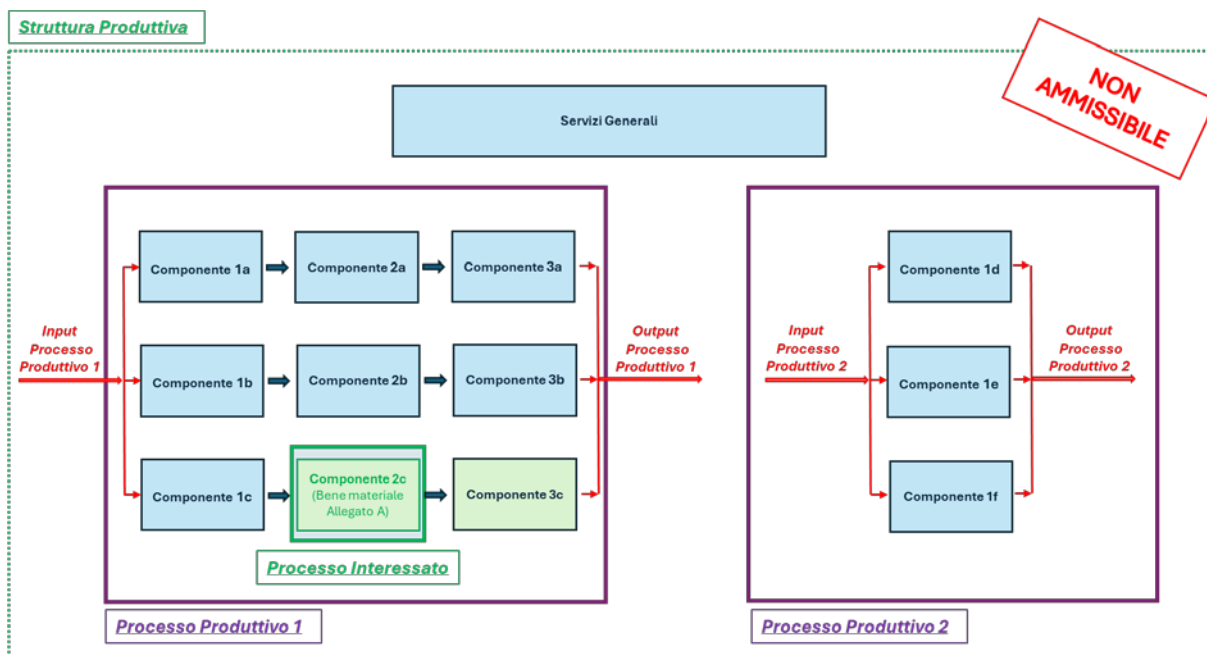 Struttura Produttiva
NON
AMMISSIBILE
Servizi Generali
Componente 1a
Componente 2a
Componente 3a
Input
Processo
Produttivo 1
Output
Processo
Produttivo 1
Componente 1b
Componente 2b
Componente 3b
Componente 1c
Componente 2c
(Bene materiale
Allegato A)
Componente 3c
Processo Interessato
Processo Produttivo 1
Componente 1d
Input
Processo
Produttivo 2
Output
Processo
Produttivo 2
Componente 1e
Componente 1f
Processo Produttivo 2